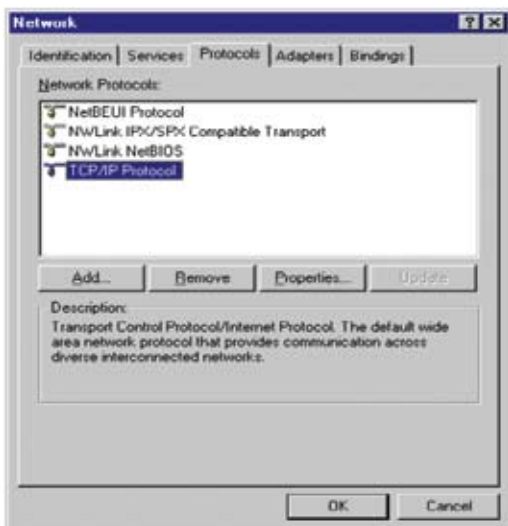 Network
Identification Services Protocols Adapters Bindings
Network Protocols:
NetBEUI Protocol
NWLink IPX/SPX Compatible Transport
NWLink NetBIOS
TCP/IP Protocol
Add... Remove Properties... Update
Description:
Transport Control Protocol/Internet Protocol. The default wide
area network protocol that provides communication across
diverse interconnected networks.
OK Cancel